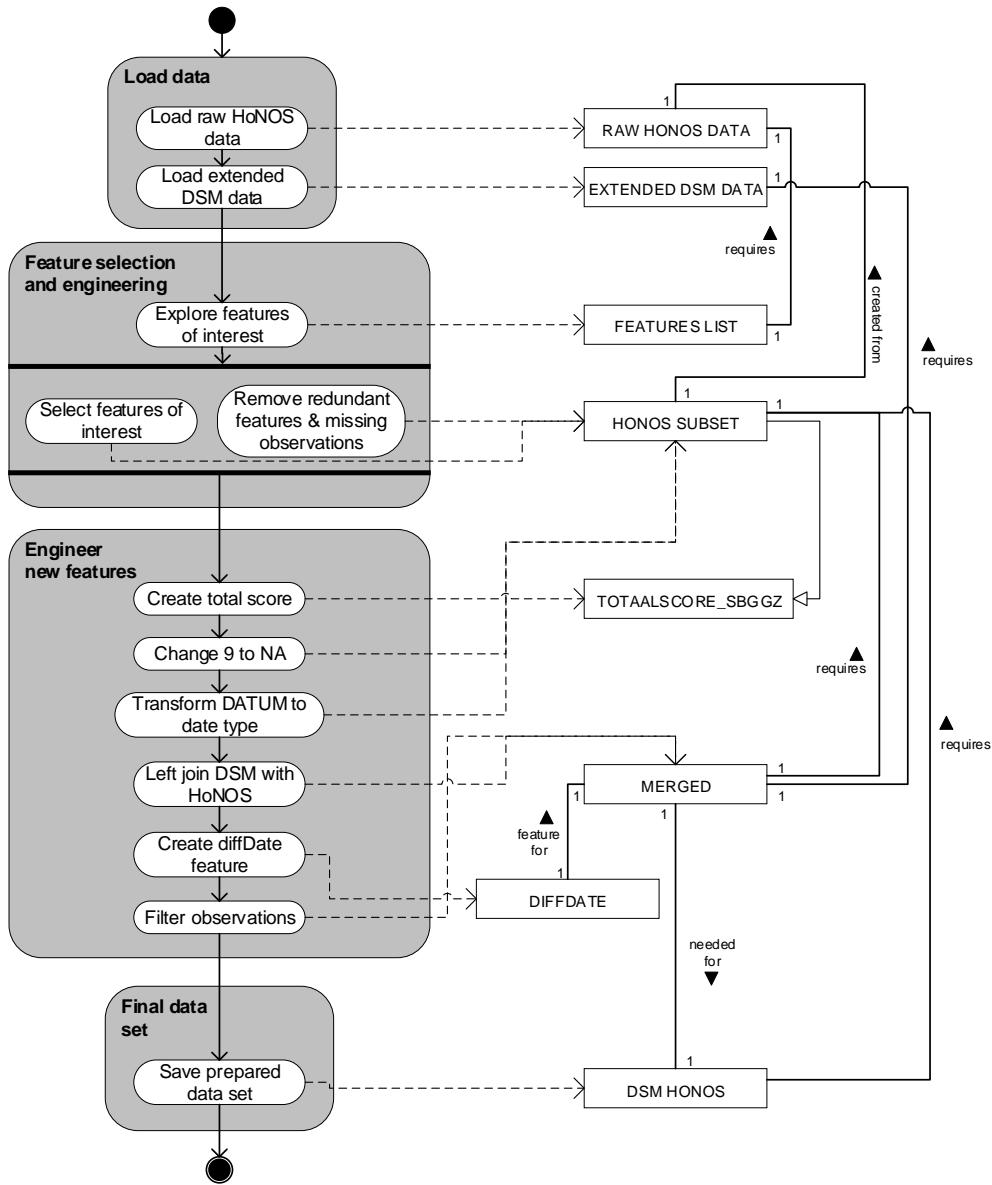 Load data
Load raw HoNOS
data
Load extended
DSM data
Feature selection
and engineering
Explore features
of interest
Select features of
interest
Remove redundant
features & missing
observations
Engineer
new features
Create total score
Change 9 to NA
Transform DATUM to
date type
Left join DSM with
HoNOS
Create diffDate
feature
Filter observations
Final data
set
Save prepared
data set
1
RAW HONOS DATA
1
1
EXTENDED DSM DATA
requires
FEATURES LIST
1
created from
requires
1
1
HONOS SUBSET
TOTAALSCORE_SBGGZ
requires
requires
1
MERGED
1
1
1
feature
for
1
DIFFDATE
needed
for
1
DSM HONOS